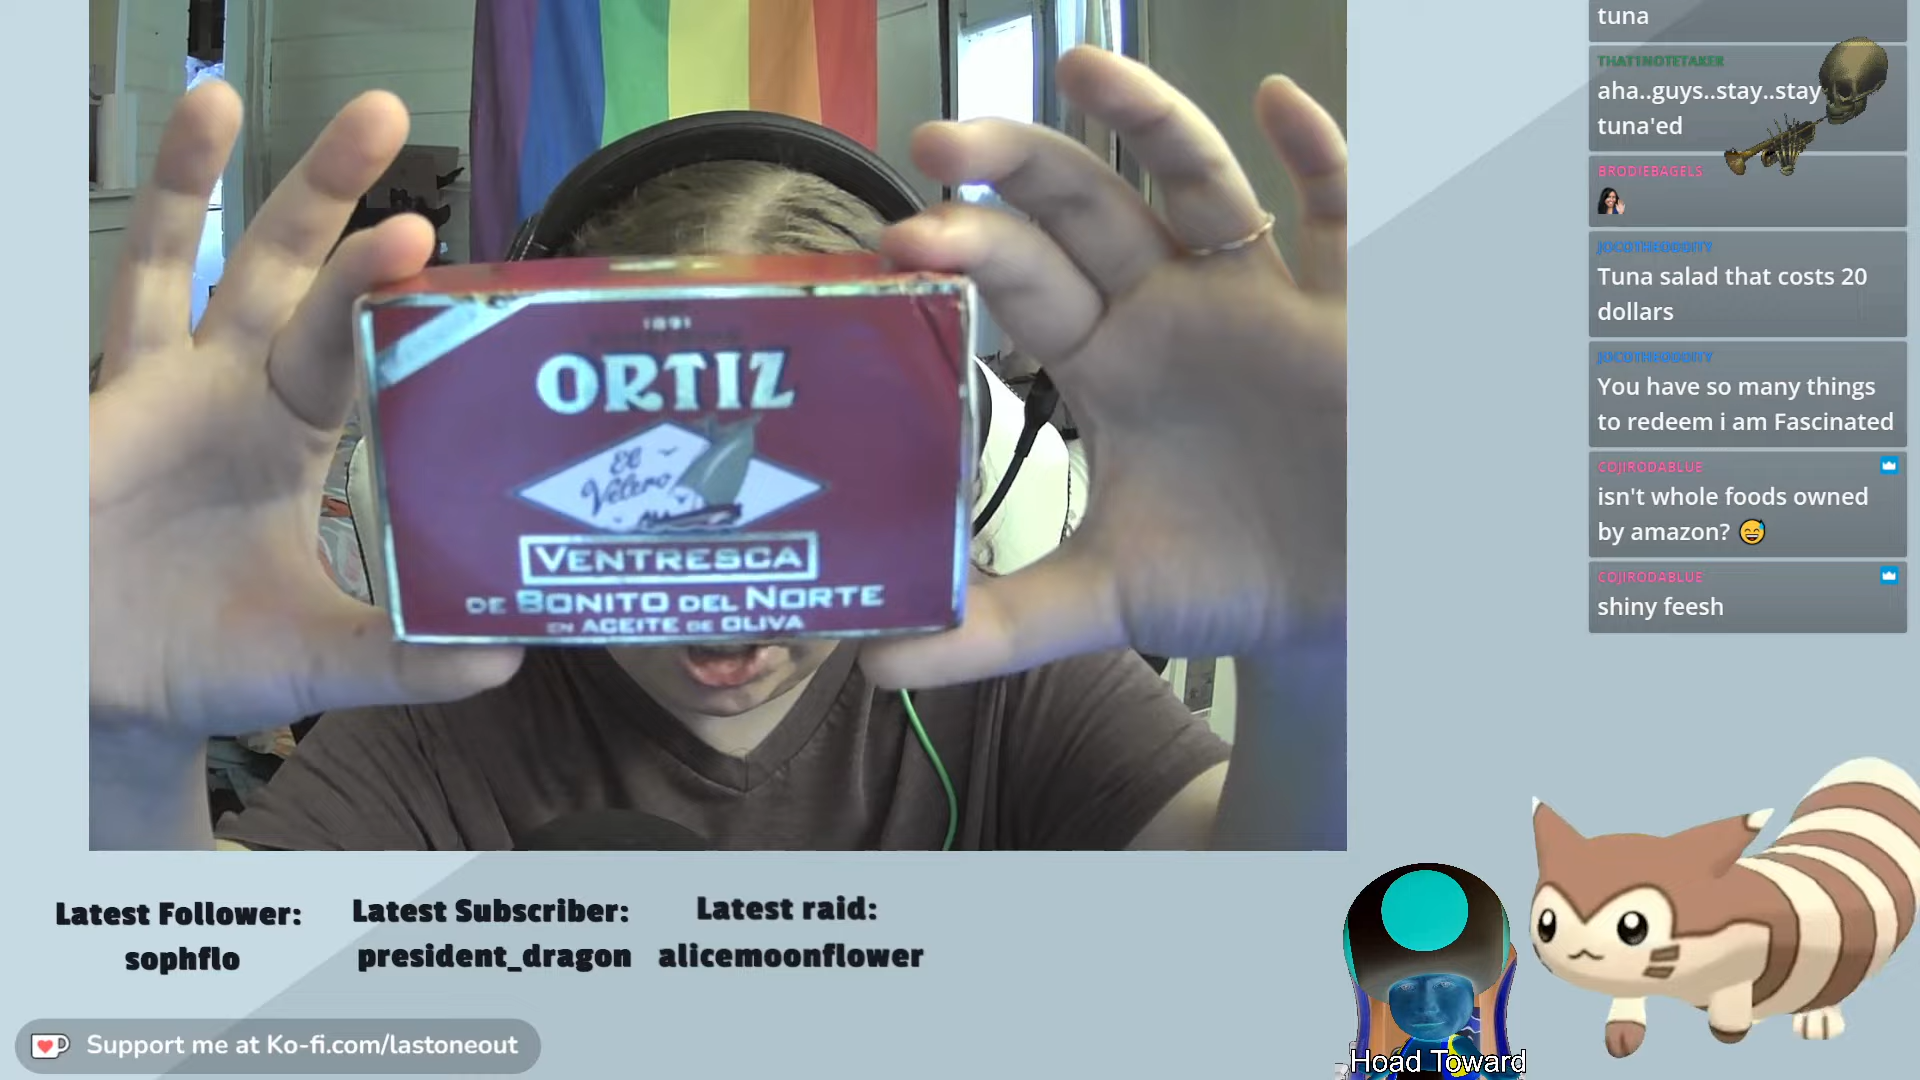 1891
ORTIZ
El
Velero
VENTRESCA
DE BONITO DEL NORTE
EN ACEITE DE OLIVA
tuna
THAT1NOTETAKER
aha..guys..stay..stay
tuna'ed
BRODIEBAGELS
Tuna salad that costs 20
dollars
You have so many things
to redeem i am Fascinated
COJIRODABLUE
isn't whole foods owned
by amazon? 😅
COJIRODABLUE
shiny feesh
Latest Follower:
sophflo
Latest Subscriber:
president_dragon
Latest raid:
alicemoonflower
Support me at Ko-fi.com/lastoneout
Hoad Toward